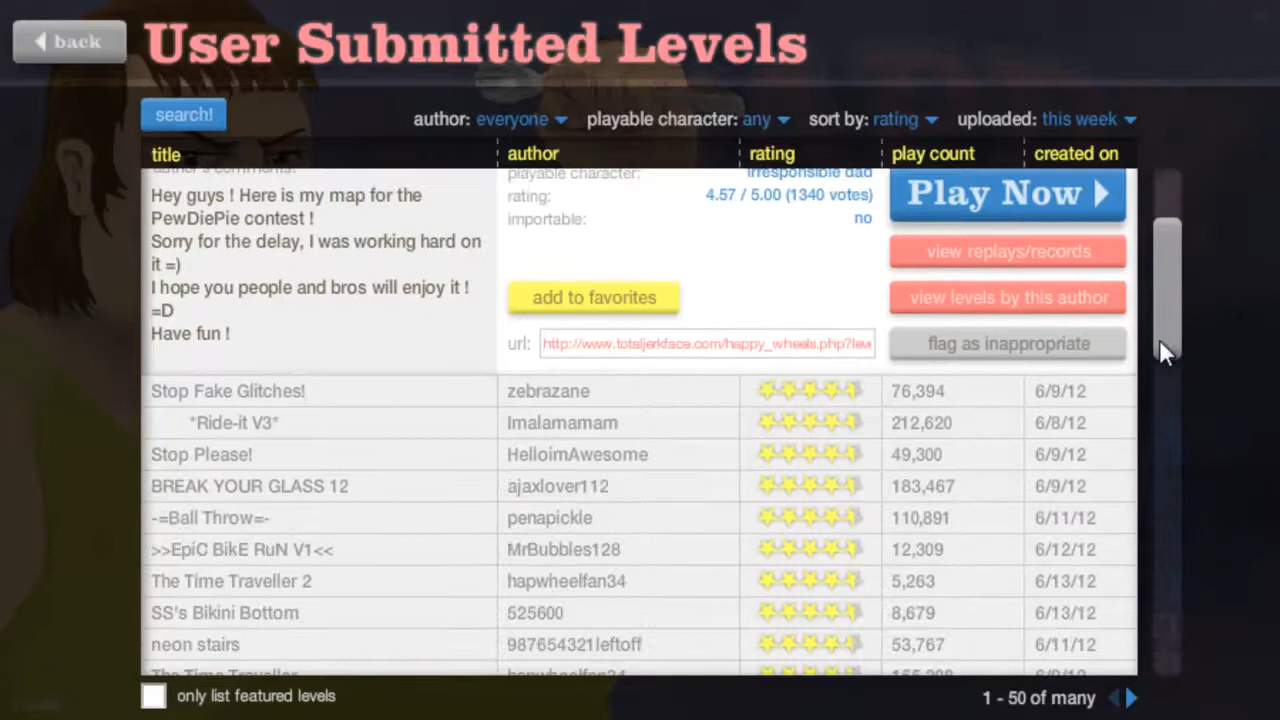 back
User Submitted Levels
search!
author: everyone playable character: any sort by: rating uploaded: this week
title author rating play count created on
author's comments:
Hey guys ! Here is my map for the
PewDiePie contest !
Sorry for the delay, I was working hard on
it =)
I hope you people and bros will enjoy it !
=D
Have fun !
playable character: irresponsible dad
rating: 4.57 / 5.00 (1340 votes)
importable: no
add to favorites
url: http://www.totaljerkface.com/happy_wheels.php?lev
Play Now
view replays/records
view levels by this author
flag as inappropriate
Stop Fake Glitches! zebrazane 76,394 6/9/12
*Ride-it V3* lmalamamam 212,620 6/8/12
Stop Please! HelloimAwesome 49,300 6/9/12
BREAK YOUR GLASS 12 ajaxlover112 183,467 6/9/12
-=Ball Throw=- penapickle 110,891 6/11/12
>>EpiC BikE RuN V1<< MrBubbles128 12,309 6/12/12
The Time Traveller 2 hapwheelfan34 5,263 6/13/12
SS's Bikini Bottom 525600 8,679 6/13/12
neon stairs 987654321leftoff 53,767 6/11/12
The Time Traveller hapwheelfan34
only list featured levels
1 - 50 of many